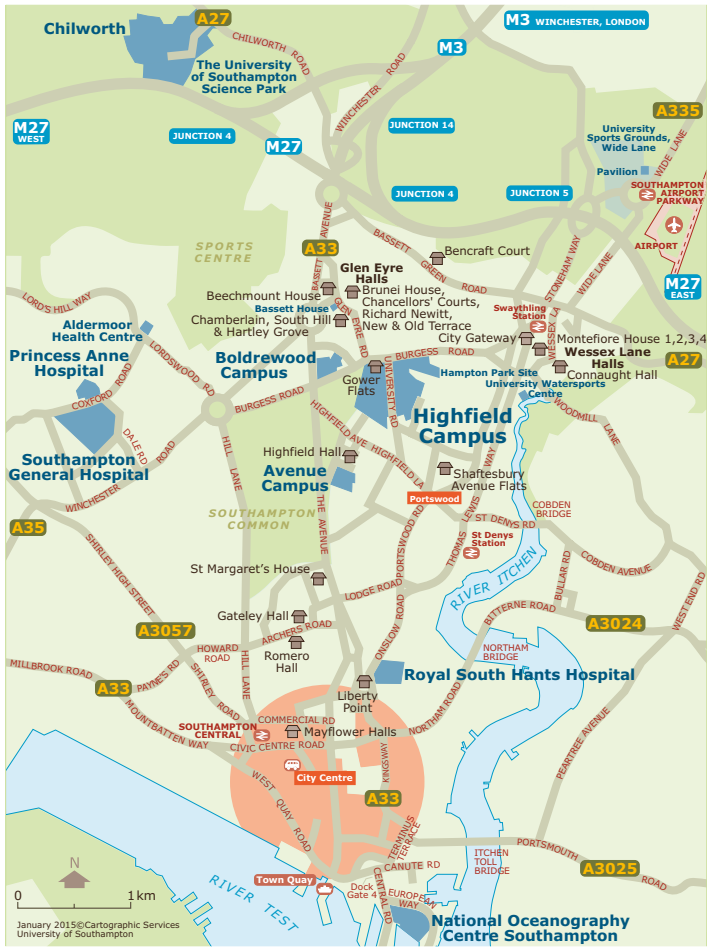 Chilworth
A27
CHILWORTH ROAD
The University
of Southampton
Science Park
M3 WINCHESTER, LONDON
M3
WINCHESTER ROAD
M27
WEST
JUNCTION 4
M27
JUNCTION 14
JUNCTION 4
JUNCTION 5
A335
University
Sports Grounds,
Wide Lane
WIDE LANE
Pavilion
SOUTHAMPTON
AIRPORT
PARKWAY
AIRPORT
M27
EAST
SPORTS
CENTRE
A33
BASSETT AVENUE
BASSETT GREEN ROAD
Bencraft Court
STONEHAM WAY
WIDE LANE
Glen Eyre
Halls
Beechmount House
Brunei House,
Chancellors' Courts,
Richard Newitt,
New & Old Terrace
Bassett House
Chamberlain, South Hill
& Hartley Grove
GLEN EYRE RD
Swaythling
Station
WESSEX LA
City Gateway
Montefiore House 1,2,3,4
Wessex Lane
Halls
Connaught Hall
A27
LORD'S HILL WAY
Aldermoor
Health Centre
LORDSWOOD RD
Princess Anne
Hospital
COXFORD ROAD
Boldrewood
Campus
BURGESS ROAD
Gower
Flats
UNIVERSITY RD
Hampton Park Site
University Watersports
Centre
WOODMILL LANE
BURGESS ROAD
Highfield
Campus
DALE RD
Southampton
General Hospital
WINCHESTER ROAD
HILL LANE
HIGHFIELD AVE
HIGHFIELD LA
Highfield Hall
Avenue
Campus
Shaftesbury
Avenue Flats
Portswood
THOMAS LEWIS WAY
A35
SOUTHAMPTON
COMMON
THE AVENUE
ST DENYS RD
COBDEN
BRIDGE
St Denys
Station
COBDEN AVENUE
SHIRLEY HIGH STREET
St Margaret's House
PORTSWOOD RD
LODGE ROAD
RIVER ITCHEN
BULLAR RD
BITTERNE ROAD
WEST END RD
A3024
Gateley Hall
ARCHERS ROAD
A3057
HOWARD
ROAD
Romero
Hall
ONSLOW ROAD
NORTHAM
BRIDGE
MILLBROOK ROAD
A33
PAYNE'S RD
SHIRLEY ROAD
HILL LANE
Royal South Hants Hospital
Liberty
Point
NORTHAM ROAD
MOUNTBATTEN WAY
SOUTHAMPTON
CENTRAL
COMMERCIAL RD
Mayflower Halls
CIVIC CENTRE ROAD
KINGSWAY
PEARTREE AVENUE
WEST QUAY ROAD
City Centre
A33
TERMINUS
TERRACE
CANUTE RD
ITCHEN
TOLL
BRIDGE
PORTSMOUTH ROAD
A3025
Town Quay
Dock
Gate 4
CENTRAL RD
EUROPEAN
WAY
RIVER TEST
National Oceanography
Centre Southampton
N
0 1km
January 2015©Cartographic Services
University of Southampton